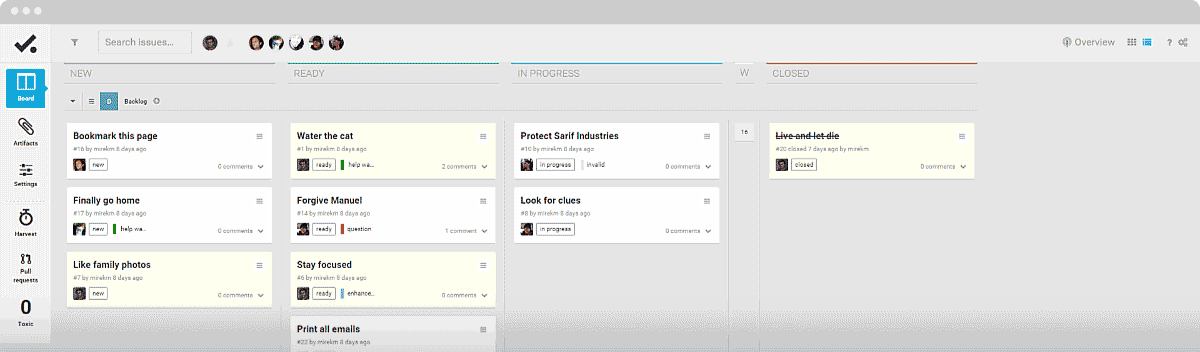 Search issues...
Overview
?
Board
Artifacts
Settings
Harvest
Pull
requests
0
Toxic
NEW
READY
IN PROGRESS
W
CLOSED
0
Backlog
Bookmark this page
#16 by mirekm 8 days ago
new
0 comments
Finally go home
#17 by mirekm 8 days ago
new
help wa...
0 comments
Like family photos
#7 by mirekm 8 days ago
new
0 comments
Water the cat
#1 by mirekm 8 days ago
ready
help wa...
2 comments
Forgive Manuel
#14 by mirekm 8 days ago
ready
question
1 comment
Stay focused
#6 by mirekm 8 days ago
ready
enhance...
0 comments
Print all emails
#22 by mirekm 8 days ago
Protect Sarif Industries
#19 by mirekm 8 days ago
in progress
invalid
0 comments
Look for clues
#8 by mirekm 8 days ago
in progress
0 comments
16
Live and let die
#20 closed 7 days ago by mirekm
closed
0 comments